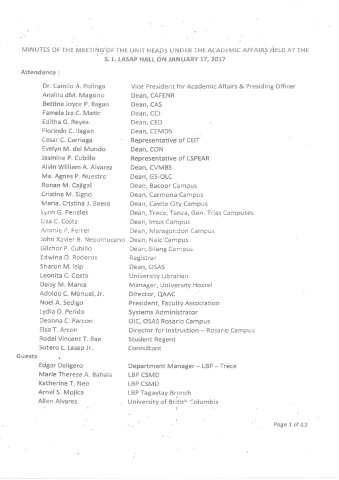 MINUTES OF THE MEETING OF THE UNIT HEADS UNDER THE ACADEMIC AFFAIRS HELD AT THE
S. L. LASAP HALL ON JANUARY 17, 2017
Attendance :
Dr. Camilo A. Polinga Vice President for Academic Affairs & Presiding Officer
Analita dM. Magsino Dean, CAFENR
Bettina Joyce P. Ilagan Dean, CAS
Famela Iza C. Matic Dean, CCJ
Editha G. Reyes Dean, CED
Florindo C. Ilagan Dean, CEMDS
Cesar C. Carriaga Representative of CEIT
Evelyn M. del Mundo Dean, CON
Jasmine P. Cubillo Representative of CSPEAR
Alvin William A. Alvarez Dean, CVMBS
Ma. Agnes P. Nuestro Dean, GS-OLC
Ronan M. Cajigal Dean, Bacoor Campus
Cristina M. Signo Dean, Carmona Campus
Maria. Cristina J. Baesa Dean, Cavite City Campus
Lynn G. Penales Dean, Trece, Tanza, Gen. Trias Campuses
Liza C. Costa Dean, Imus Campus
Ammie P. Ferrer Dean, Maragondon Campus
John Xavier B. Nepomuceno Dean, Naic Campus
Gilchor P. Cubillo Dean, Silang Campus
Edwina O. Roderos Registrar
Sharon M. Isip Dean, OSAS
Leonita C. Costa University Librarian
Daisy M. Marca Manager, University Hostel
Adolfo C. Manuel, Jr. Director, QAAC
Noel A. Sedigo President, Faculty Association
Lydia D. Perido Systems Administrator
Deanna C. Parcon OIC, OSAS Rosario Campus
Elsa T. Arcon Director for Instruction – Rosario Campus
Rodel Vincent T. Bae Student Regent
Sotero L. Lasap Jr. Consultant
Guests
Edgar Deligero Department Manager – LBP – Trece
Marie Therese A. Bahala LBP CSMD
Katherine T. Neo LBP CSMD
Arnel S. Mojica LBP Tagaytay Branch
Allen Alvarez University of British Columbia
Page 1 of 12